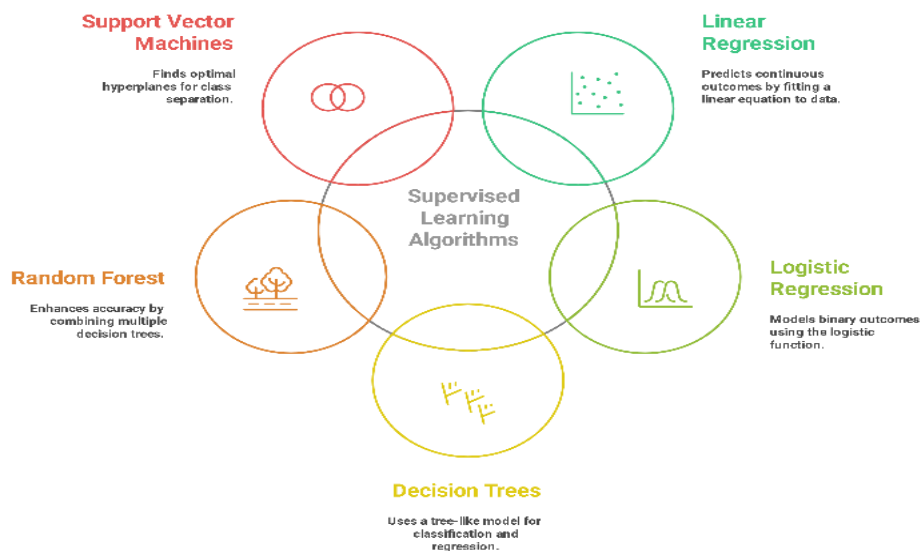 Support Vector
Machines
Finds optimal
hyperplanes for class
separation.
Linear
Regression
Predicts continuous
outcomes by fitting a
linear equation to data.
Supervised
Learning
Algorithms
Random Forest
Enhances accuracy by
combining multiple
decision trees.
Logistic
Regression
Models binary outcomes
using the logistic
function.
Decision Trees
Uses a tree-like model for
classification and
regression.